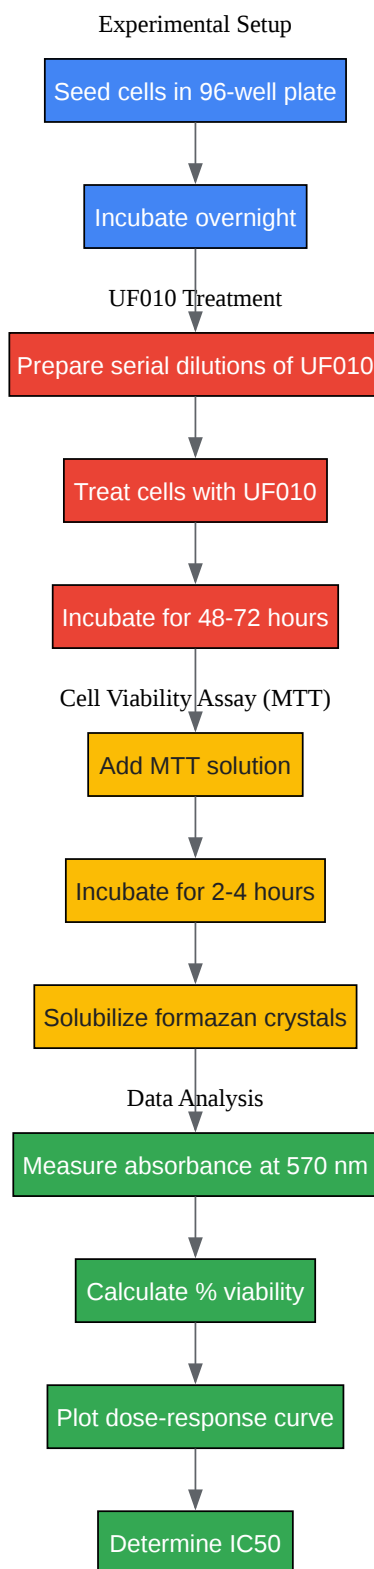 Experimental Setup
Seed cells in 96-well plate
Incubate overnight
UF010 Treatment
Prepare serial dilutions of UF010
Treat cells with UF010
Incubate for 48-72 hours
Cell Viability Assay (MTT)
Add MTT solution
Incubate for 2-4 hours
Solubilize formazan crystals
Data Analysis
Measure absorbance at 570 nm
Calculate % viability
Plot dose-response curve
Determine IC50